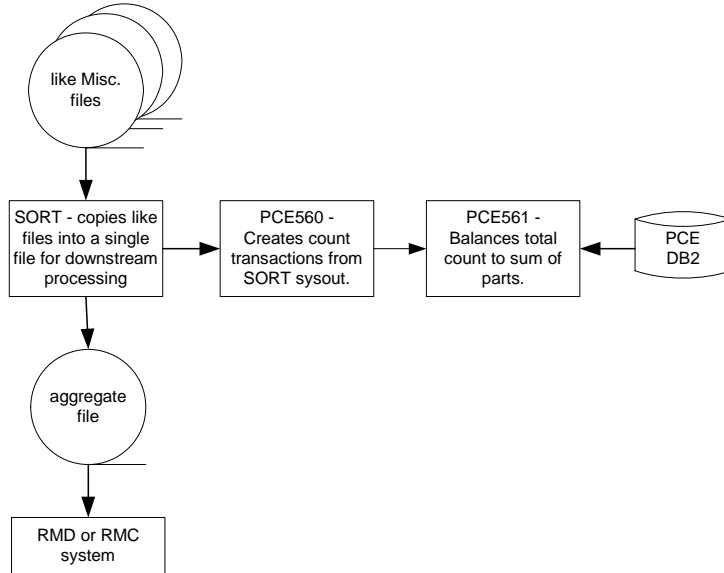 like Misc.
files
SORT - copies like
files into a single
file for downstream
processing
PCE560 -
Creates count
transactions from
SORT sysout.
PCE561 -
Balances total
count to sum of
parts.
PCE
DB2
aggregate
file
RMD or RMC
system